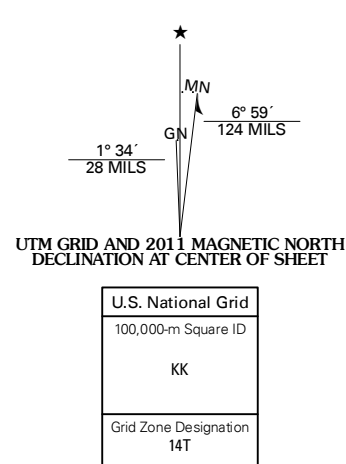 ★
MN
GN
6° 59´
124 MILS
1° 34´
28 MILS
UTM GRID AND 2011 MAGNETIC NORTH
DECLINATION AT CENTER OF SHEET
U.S. National Grid
100,000-m Square ID
KK
Grid Zone Designation
14T